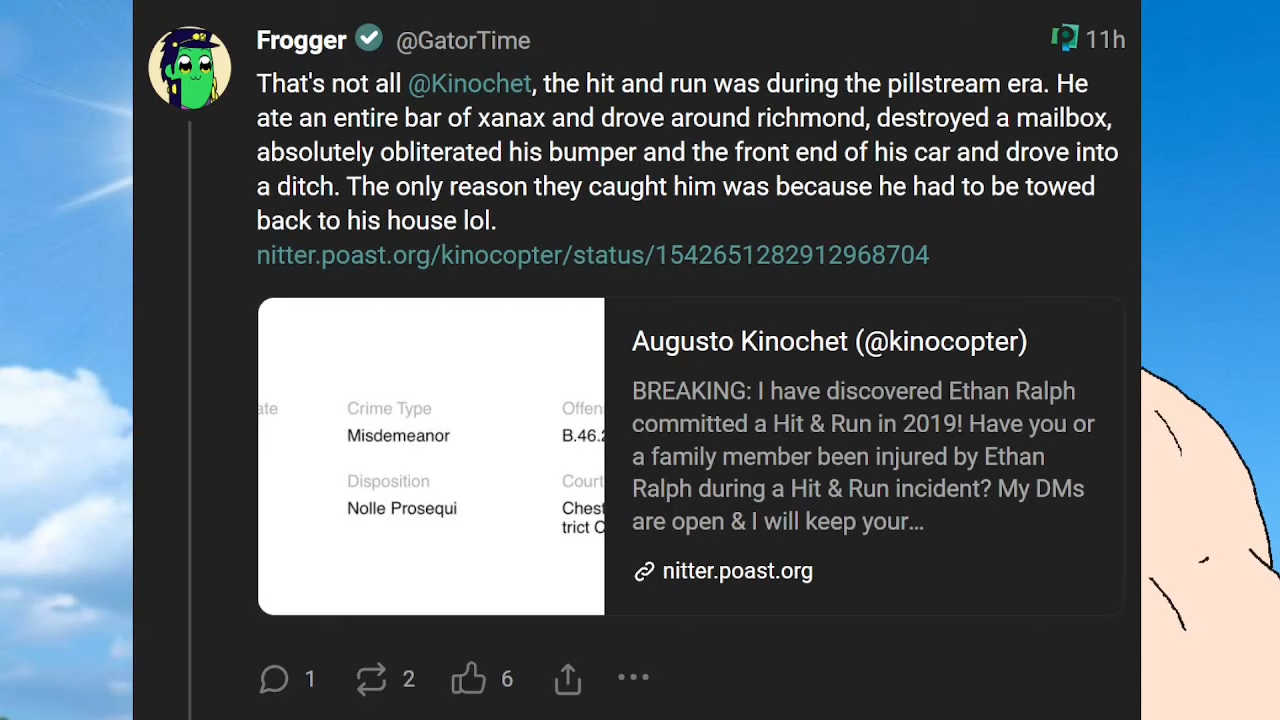 Frogger @GatorTime 11h
That's not all @Kinochet, the hit and run was during the pillstream era. He
ate an entire bar of xanax and drove around richmond, destroyed a mailbox,
absolutely obliterated his bumper and the front end of his car and drove into
a ditch. The only reason they caught him was because he had to be towed
back to his house lol.
nitter.poast.org/kinocopter/status/1542651282912968704
ate Crime Type Offen
Misdemeanor B.46.2
Disposition Court
Nolle Prosequi Chest
trict C
Augusto Kinochet (@kinocopter)
BREAKING: I have discovered Ethan Ralph
committed a Hit & Run in 2019! Have you or
a family member been injured by Ethan
Ralph during a Hit & Run incident? My DMs
are open & I will keep your...
nitter.poast.org
1 2 6